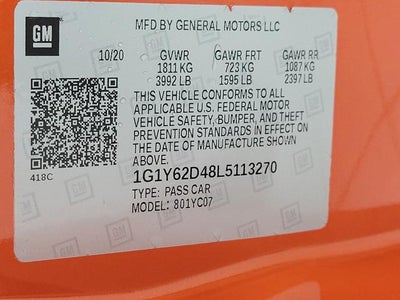 GM
MFD BY GENERAL MOTORS LLC
10/20 GVWR GAWR FRT GAWR RR
1811 KG 723 KG 1087 KG
3992 LB 1595 LB 2397 LB
THIS VEHICLE CONFORMS TO ALL
APPLICABLE U.S. FEDERAL MOTOR
VEHICLE SAFETY, BUMPER, AND THEFT
PREVENTION STANDARDS IN EFFECT ON
THE DATE OF MANUFACTURE SHOWN
ABOVE.
418C
1G1Y62D48L5113270
TYPE: PASS CAR
MODEL: 801YC07